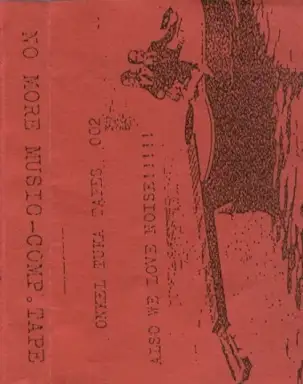 NO MORE MUSIC-COMP.TAPE
ONKEL TUKA TAPES 002
ALSO WE LOVE NOISE!!!!!